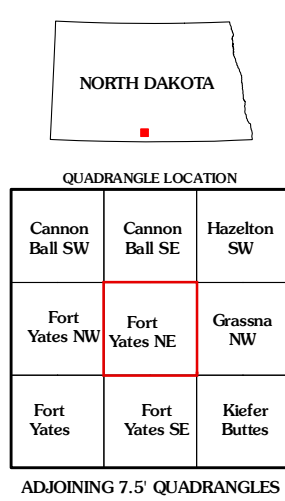 NORTH DAKOTA
QUADRANGLE LOCATION
Cannon
Ball SW
Cannon
Ball SE
Hazelton
SW
Fort
Yates NW
Fort
Yates NE
Grassna
NW
Fort
Yates
Fort
Yates SE
Kiefer
Buttes
ADJOINING 7.5' QUADRANGLES